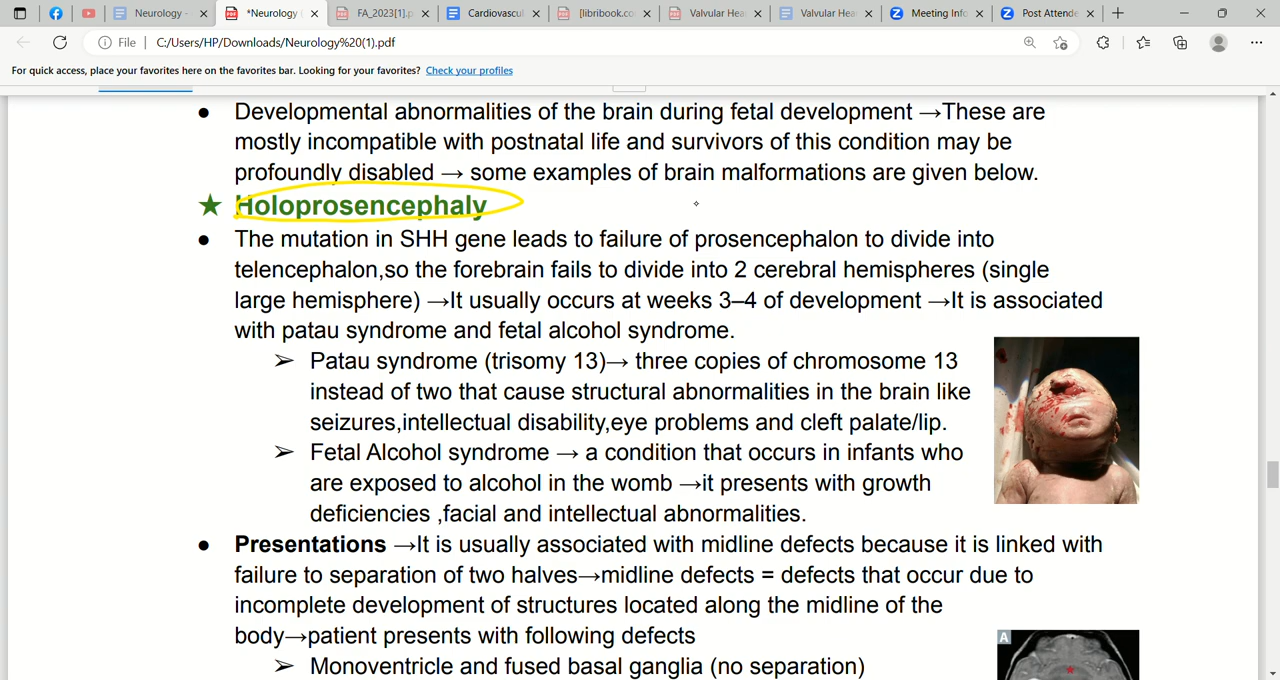 Neurology -
*Neurology (
FA_2023[1].p
Cardiovascul
[libribook.co
Valvular Hea
Valvular Hea
Meeting Info
Post Attende
File
C:/Users/HP/Downloads/Neurology%20(1).pdf
For quick access, place your favorites here on the favorites bar. Looking for your favorites? Check your profiles
● Developmental abnormalities of the brain during fetal development →These are
mostly incompatible with postnatal life and survivors of this condition may be
profoundly disabled → some examples of brain malformations are given below.
★ Holoprosencephaly
● The mutation in SHH gene leads to failure of prosencephalon to divide into
telencephalon,so the forebrain fails to divide into 2 cerebral hemispheres (single
large hemisphere) →It usually occurs at weeks 3–4 of development →It is associated
with patau syndrome and fetal alcohol syndrome.
➢ Patau syndrome (trisomy 13)→ three copies of chromosome 13
instead of two that cause structural abnormalities in the brain like
seizures,intellectual disability,eye problems and cleft palate/lip.
➢ Fetal Alcohol syndrome → a condition that occurs in infants who
are exposed to alcohol in the womb →it presents with growth
deficiencies ,facial and intellectual abnormalities.
● Presentations →It is usually associated with midline defects because it is linked with
failure to separation of two halves→midline defects = defects that occur due to
incomplete development of structures located along the midline of the
body→patient presents with following defects
A
➢ Monoventricle and fused basal ganglia (no separation)